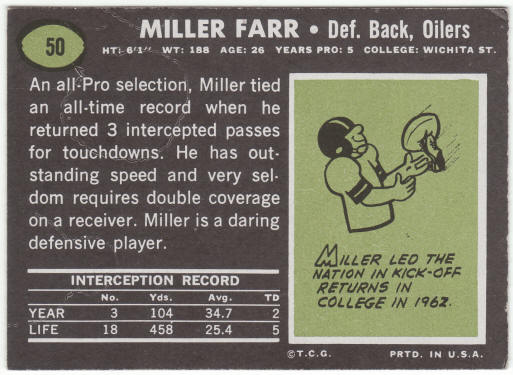 50
MILLER FARR • Def. Back, Oilers
HT: 6'1" WT: 188 AGE: 26 YEARS PRO: 5 COLLEGE: WICHITA ST.
An all-Pro selection, Miller tied
an all-time record when he
returned 3 intercepted passes
for touchdowns. He has out-
standing speed and very sel-
dom requires double coverage
on a receiver. Miller is a daring
defensive player.
INTERCEPTION RECORD
No. Yds. Avg. TD
YEAR 3 104 34.7 2
LIFE 18 458 25.4 5
MILLER LED THE
NATION IN KICK-OFF
RETURNS IN
COLLEGE IN 1962.
©T.C.G. PRTD. IN U.S.A.